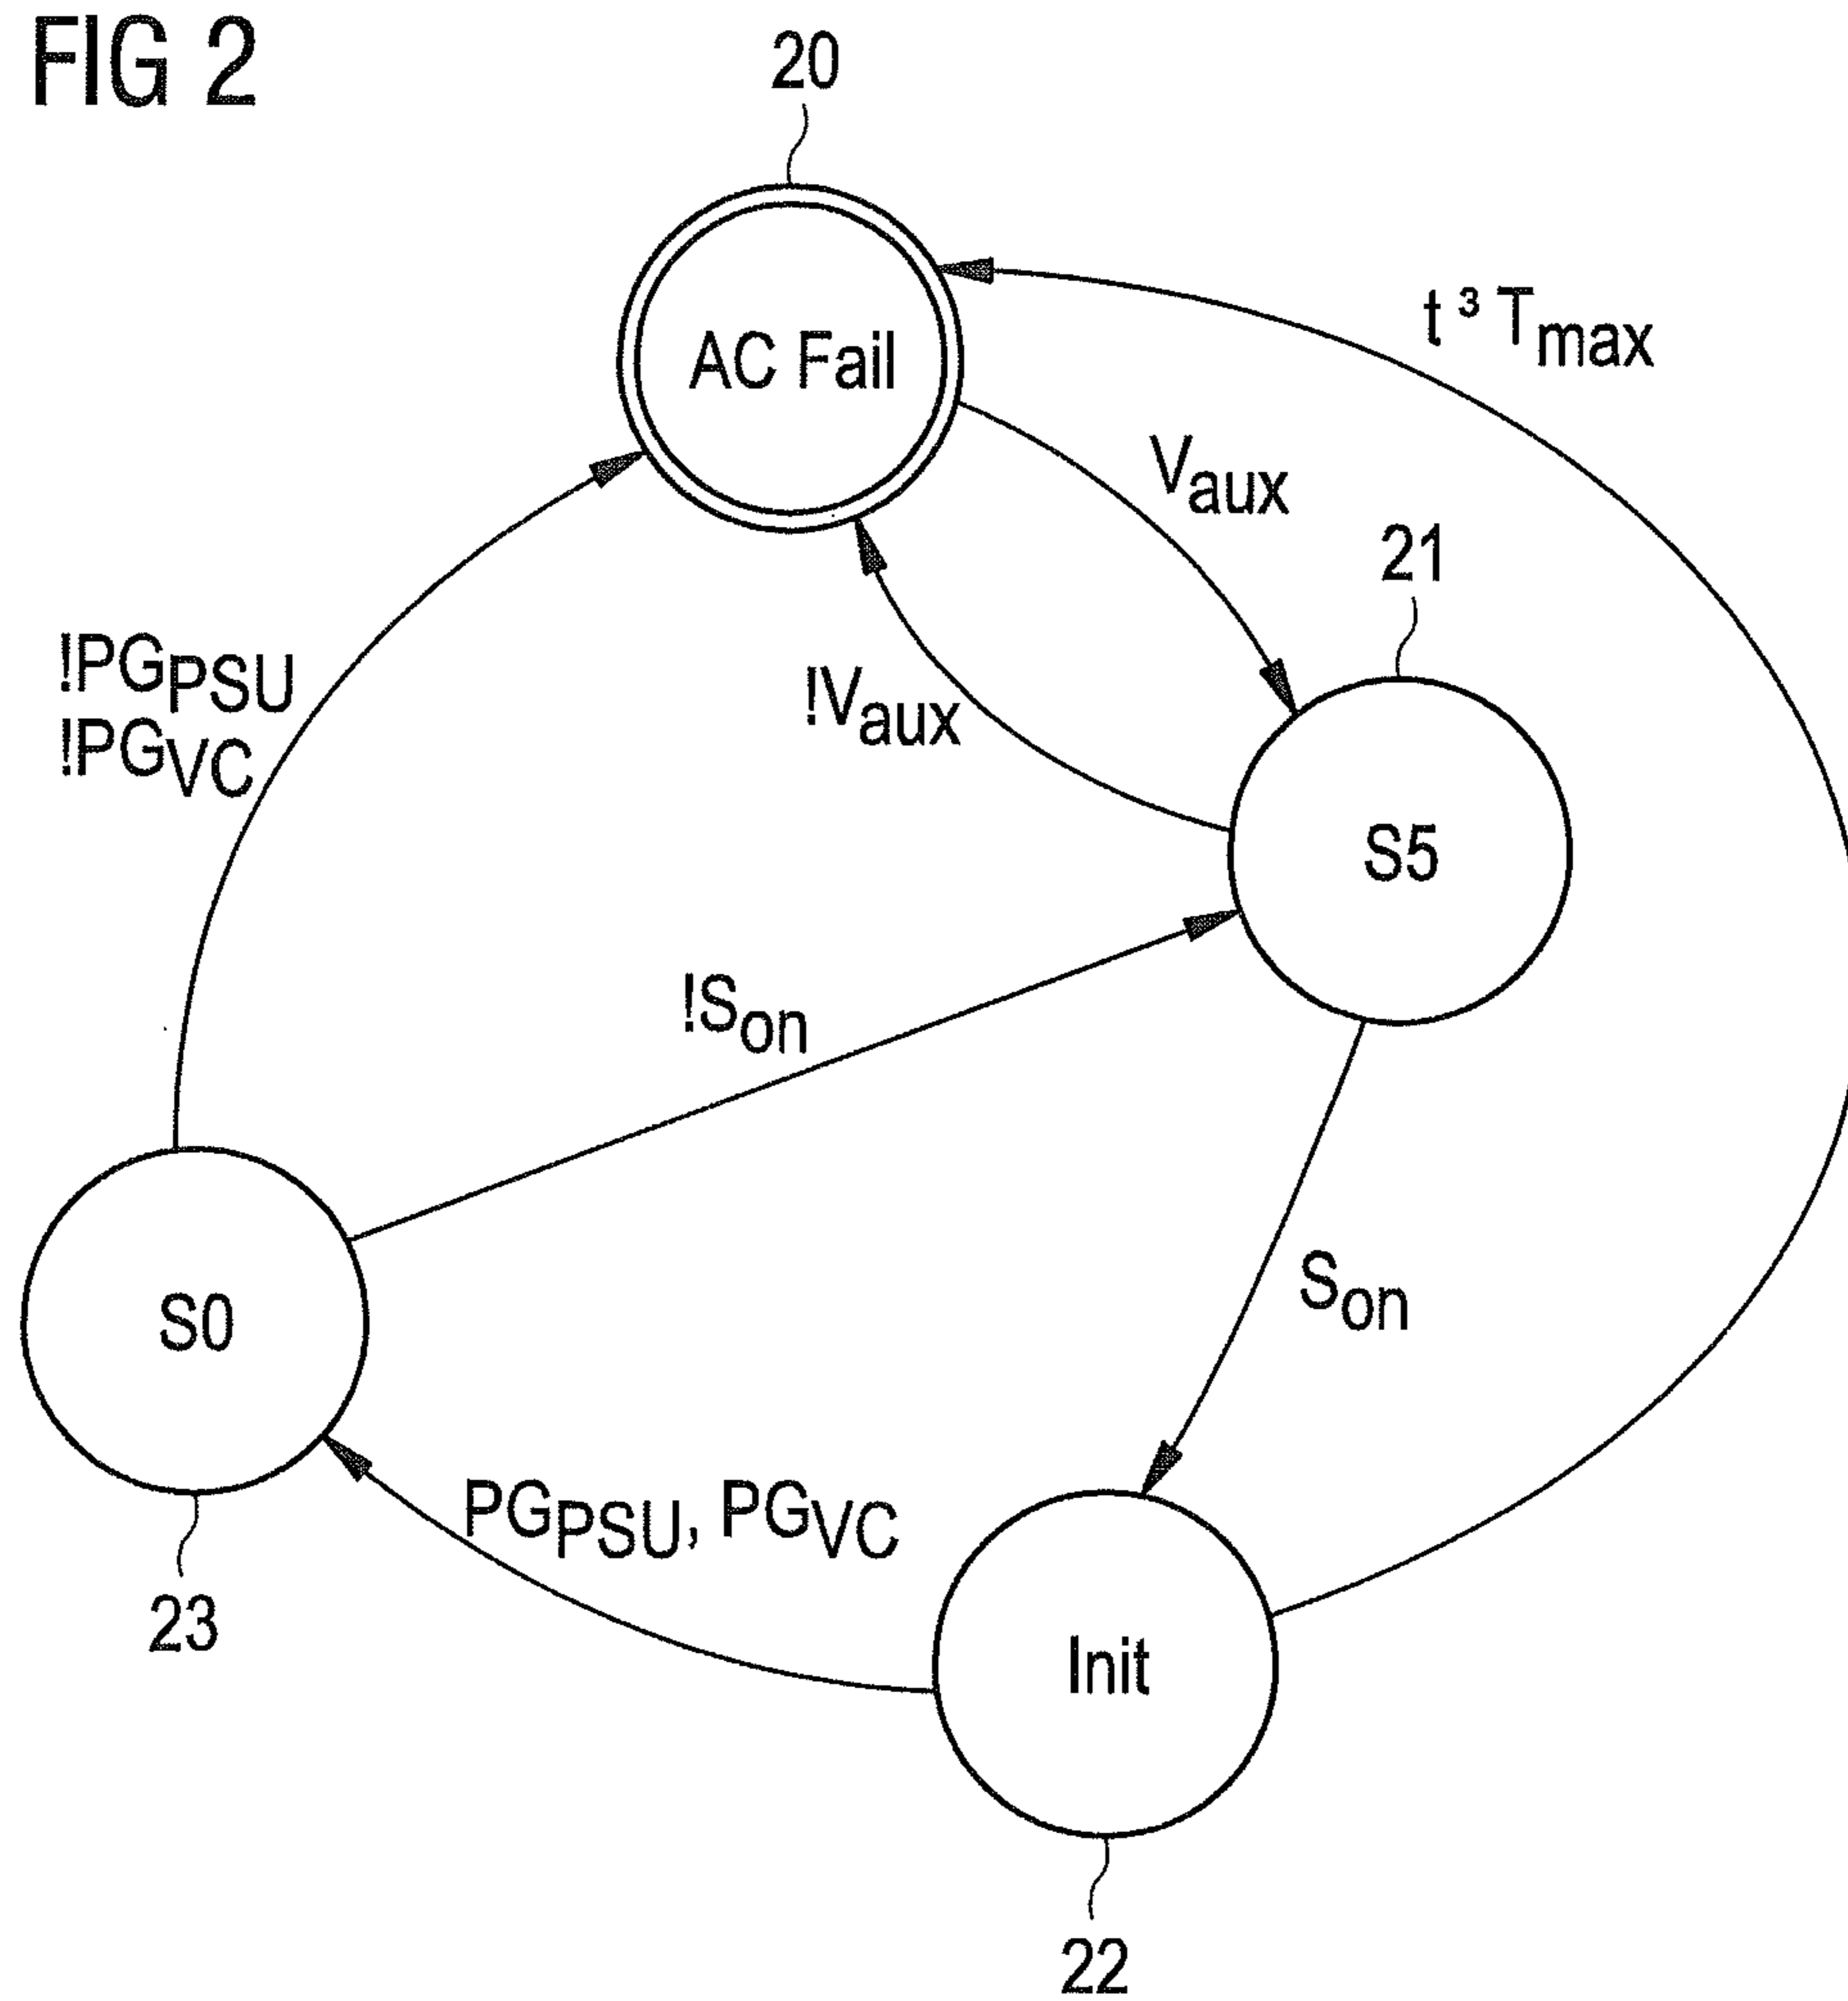 FIG 2
20
AC Fail
t ³ Tmax
Vaux
21
!PGPSU
!PGVC
!Vaux
S5
!Son
S0
Son
PGPSU, PGVC
23
Init
22